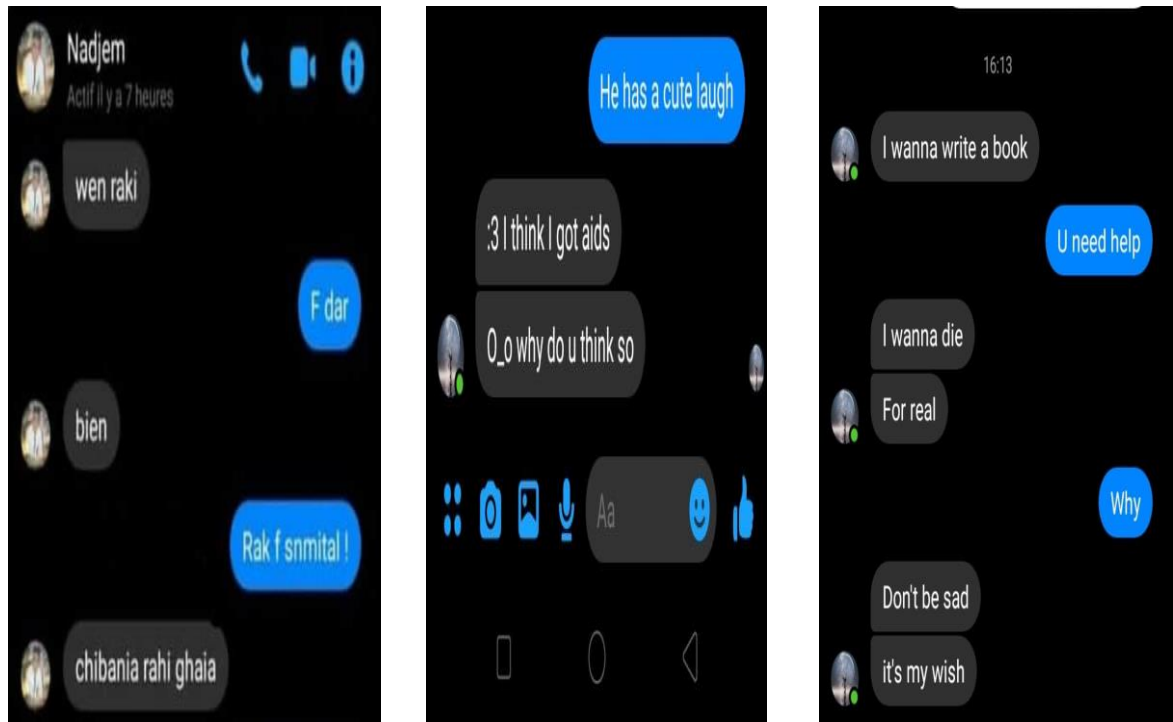 Nadjem
Actif il y a 7 heures
wen raki
F dar
bien
Rak f snmital !
chibania rahi ghaia
He has a cute laugh
:3 I think I got aids
O_o why do u think so
Aa
16:13
I wanna write a book
U need help
I wanna die
For real
Why
Don't be sad
it's my wish